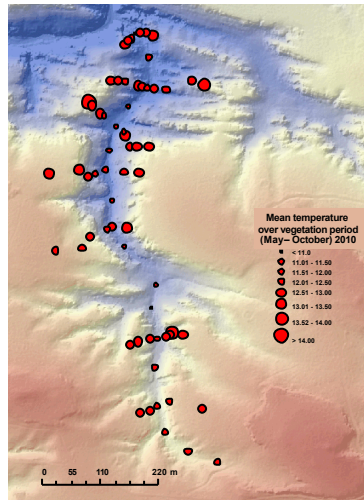 Mean temperature
over vegetation period
(May– October) 2010
< 11.0
11.01 - 11.50
11.51 - 12.00
12.01 - 12.50
12.51 - 13.00
13.01 - 13.50
13.52 - 14.00
> 14.00
0 55 110 220 m